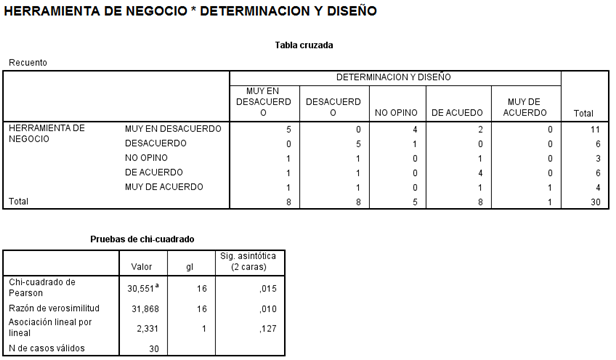 HERRAMIENTA DE NEGOCIO * DETERMINACION Y DISEÑO
Tabla cruzada
Recuento
DETERMINACION Y DISEÑO
MUY EN DESACUERDO DESACUERDO NO OPINO DE ACUEDO MUY DE ACUERDO Total
HERRAMIENTA DE NEGOCIO MUY EN DESACUERDO 5 0 4 2 0 11
DESACUERDO 0 5 1 0 0 6
NO OPINO 1 1 0 1 0 3
DE ACUERDO 1 1 0 4 0 6
MUY DE ACUERDO 1 1 0 1 1 4
Total 8 8 5 8 1 30
Pruebas de chi-cuadrado
Valor gl Sig. asintótica (2 caras)
Chi-cuadrado de Pearson 30,551ª 16 ,015
Razón de verosimilitud 31,868 16 ,010
Asociación lineal por lineal 2,331 1 ,127
N de casos válidos 30